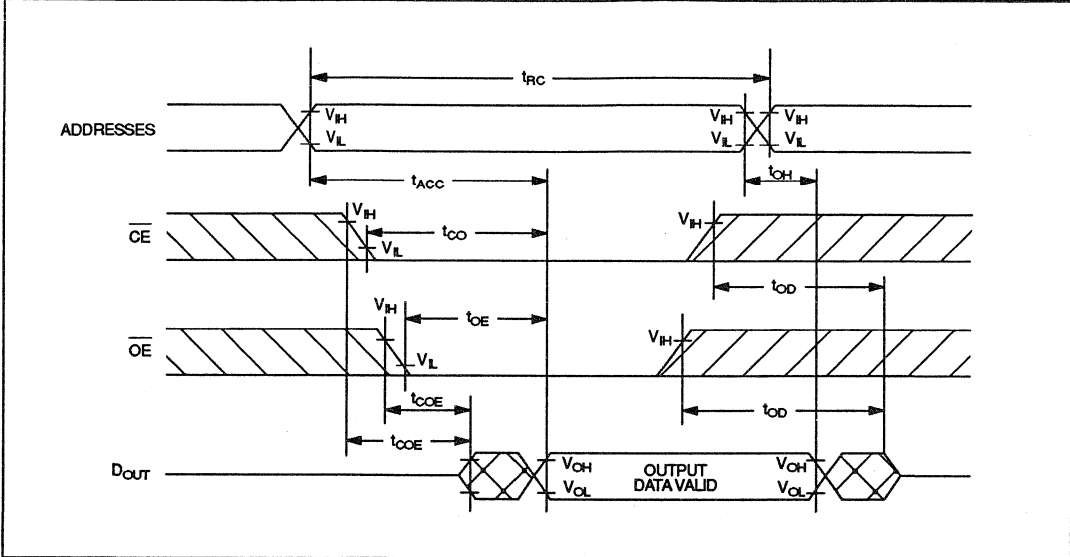 tRC
ADDRESSES
VIH
VIL
VIH
VIL
VIH
VIL
tACC
tOH
CE
VIH
VIL
tCO
VIH
tOD
OE
VIH
VIL
tOE
VIH
tOD
tCOE
tCOE
DOUT
VOH
VOL
OUTPUT
DATA VALID
VOH
VOL